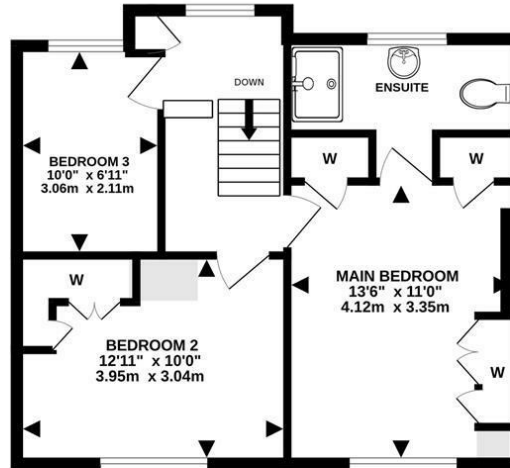 DOWN
ENSUITE
BEDROOM 3
10'0" x 6'11"
3.06m x 2.11m
W
W
W
MAIN BEDROOM
13'6" x 11'0"
4.12m x 3.35m
BEDROOM 2
12'11" x 10'0"
3.95m x 3.04m
W